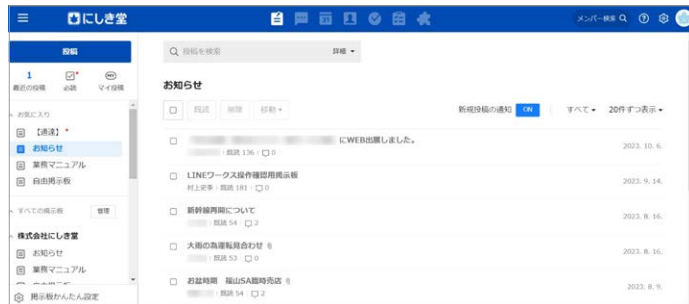 にしき堂
メンバー検索
投稿
投稿を検索
詳細
1
最近の投稿
必読
マイ投稿
お知らせ
既読 削除 移動
新規投稿の通知 ON すべて 20件ずつ表示
お気に入り
【通達】
お知らせ
業務マニュアル
自由掲示板
すべての掲示板 管理
株式会社にしき堂
お知らせ
業務マニュアル
掲示板かんたん設定
にWEB出展しました。
既読 136 0
2023. 10. 6.
LINEワークス操作確認用掲示板
村上史季 既読 181 0
2023. 9. 14.
新幹線再開について
既読 54 2
2023. 8. 16.
大雨の為運転見合わせ
既読 53 0
2023. 8. 16.
お盆時期 福山SA臨時売店
既読 54 2
2023. 8. 9.